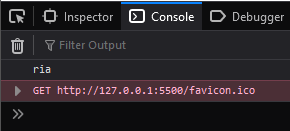 Inspector Console Debugger
Filter Output
ria
GET http://127.0.0.1:5500/favicon.ico